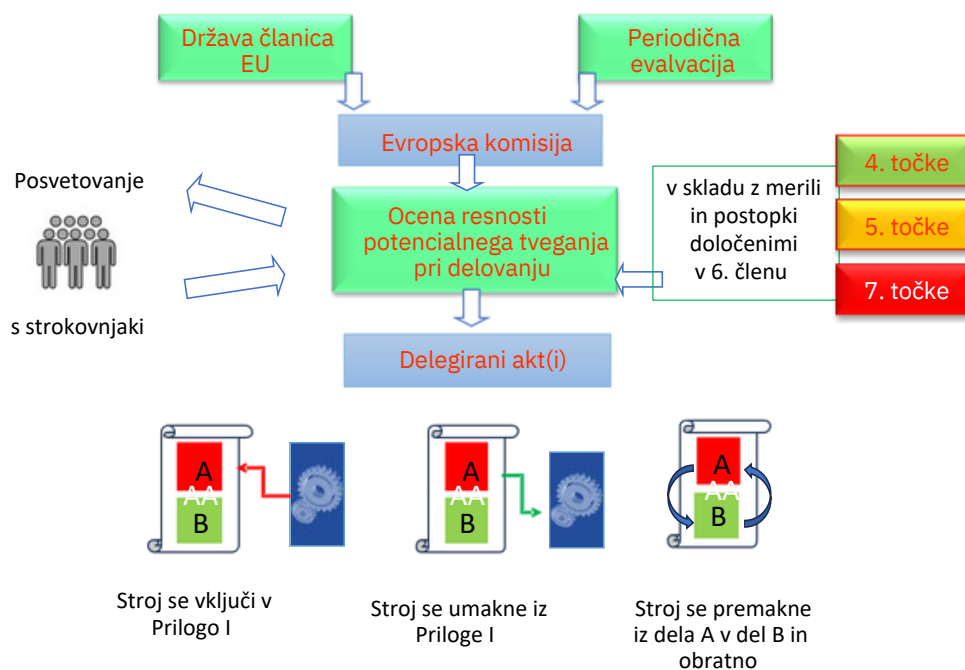 Država članica
EU
Periodična
evalvacija
Evropska komisija
Posvetovanje
s strokovnjaki
Ocena resnosti
potencialnega tveganja
pri delovanju
v skladu z merili
in postopki
določenimi
v 6. členu
4. točke
5. točke
7. točke
Delegirani akt(i)
A
AA
B
Stroj se vključi v
Prilogo I
A
AA
B
Stroj se umakne iz
Priloge I
A
AA
B
Stroj se premakne
iz dela A v del B in
obratno